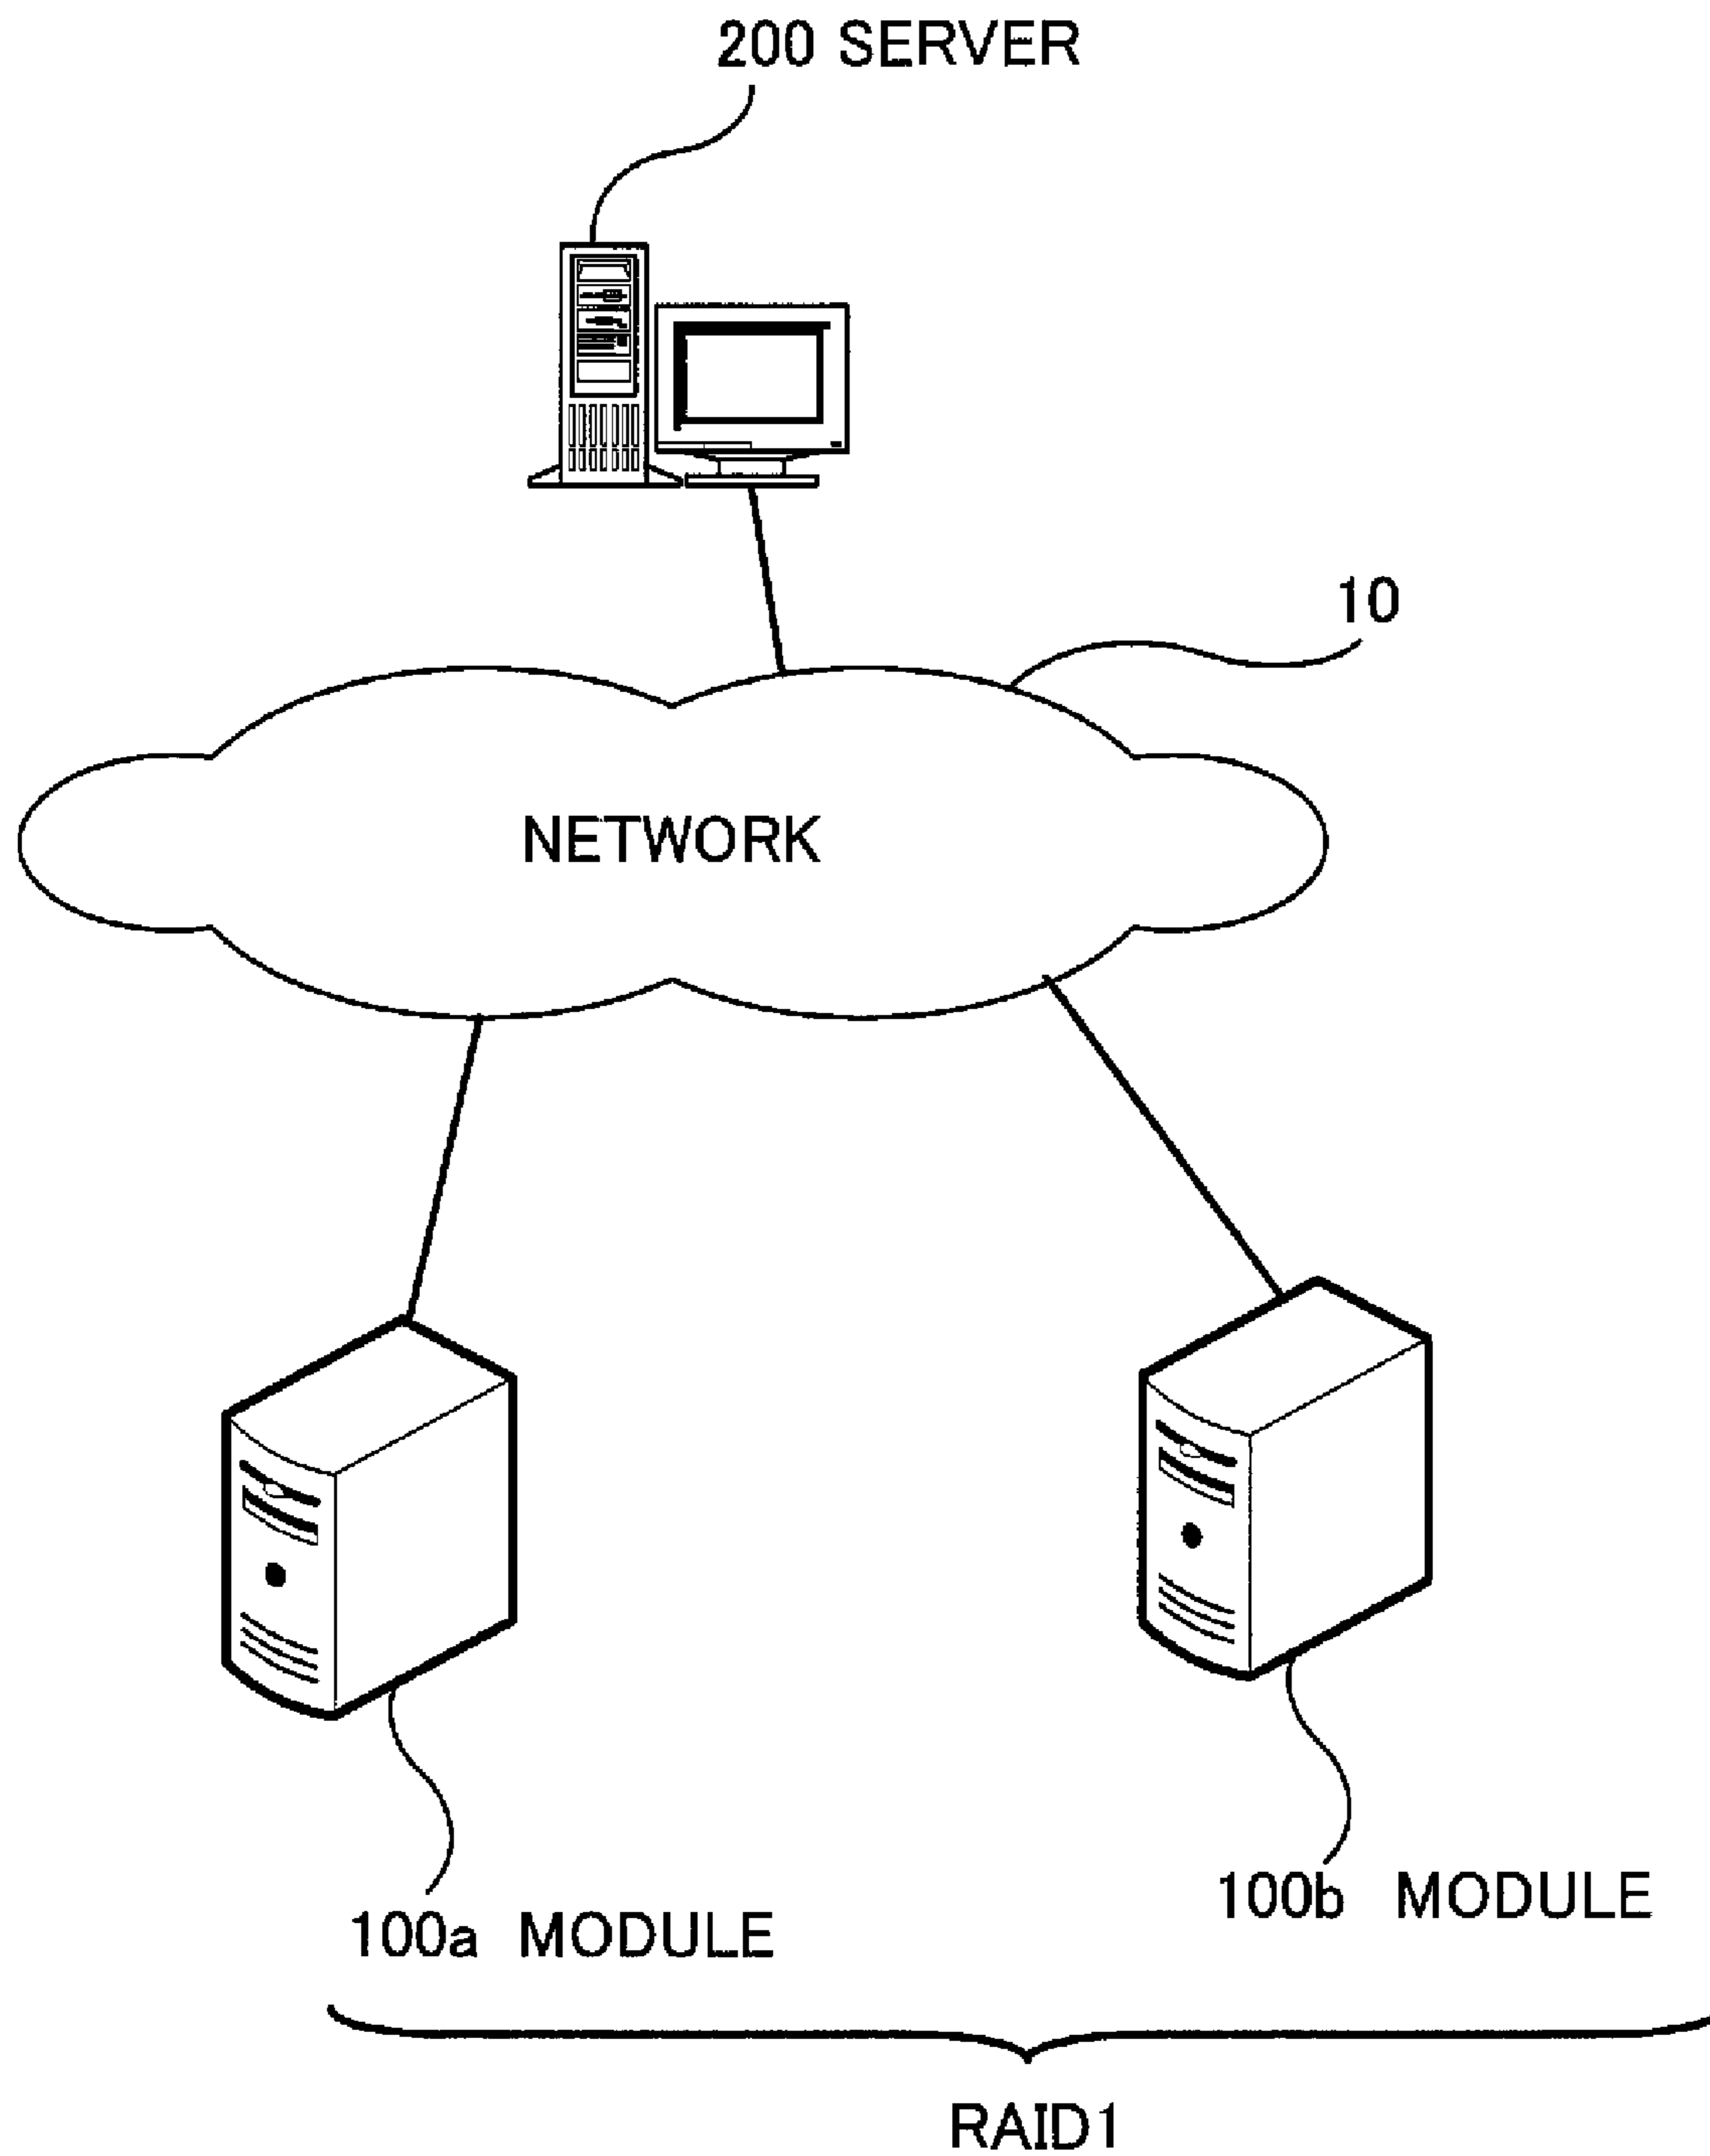 200 SERVER
10
NETWORK
100b MODULE
100a MODULE
RAID1